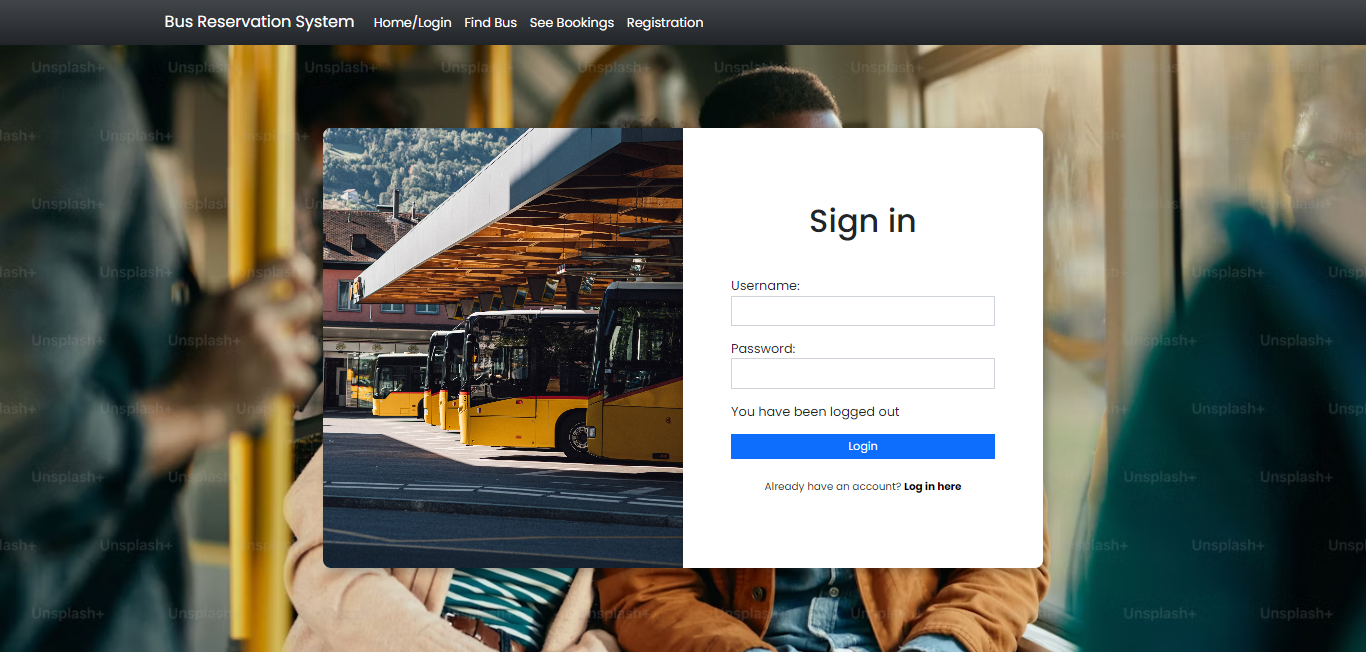 Bus Reservation System Home/Login Find Bus See Bookings Registration
Unsplash+ Unsplash+ Unsplash+ Unsplash+ Unsplash+ Unsplash+ Unsplash+
Sign in
Username:
Password:
You have been logged out
Login
Already have an account? Log in here